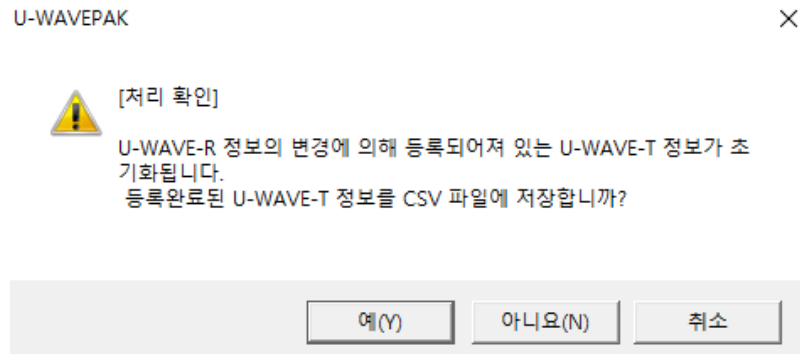 U-WAVEPAK
[처리 확인]
U-WAVE-R 정보의 변경에 의해 등록되어져 있는 U-WAVE-T 정보가 초
기화됩니다.
등록완료된 U-WAVE-T 정보를 CSV 파일에 저장합니까?
예(Y)
아니요(N)
취소